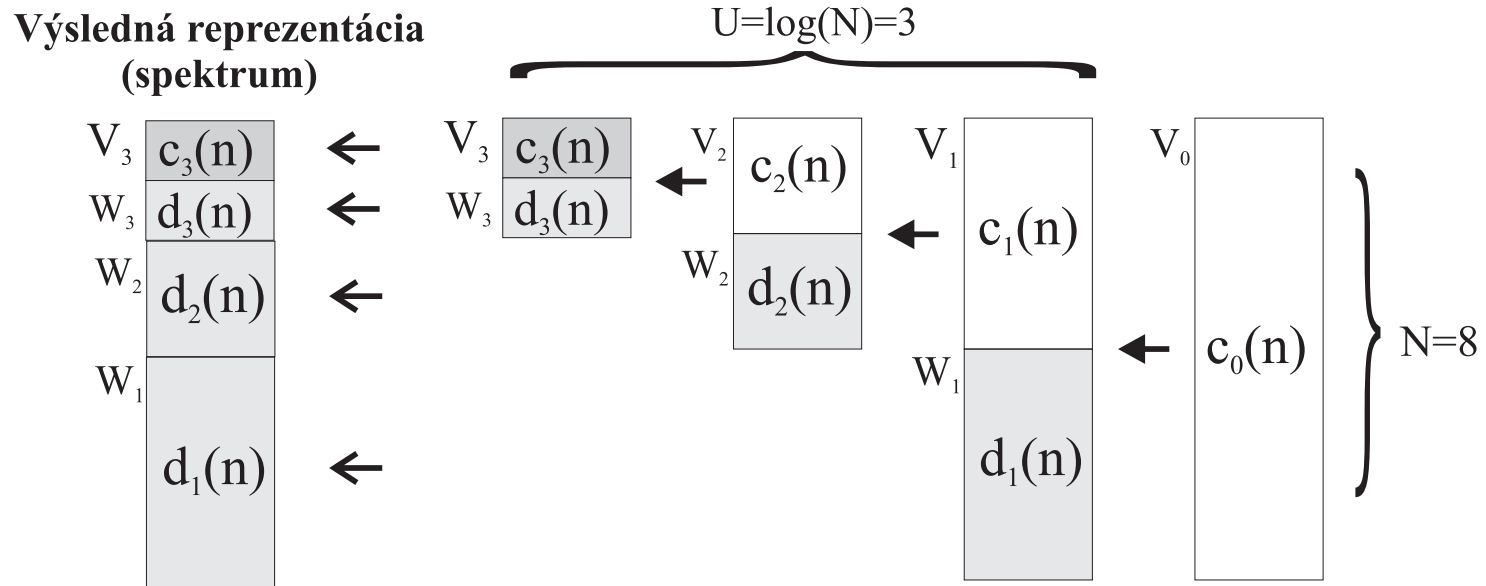 Výsledná reprezentácia
(spektrum)
U=log(N)=3
V₃ c₃(n)
W₃ d₃(n)
W₂ d₂(n)
W₁ d₁(n)
V₃ c₃(n)
W₃ d₃(n)
V₂ c₂(n)
W₂ d₂(n)
V₁ c₁(n)
W₁ d₁(n)
V₀ c₀(n)
N=8